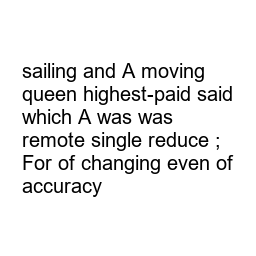 sailing and A moving
queen highest-paid said
which A was was
remote single reduce ;
For of changing even of
accuracy